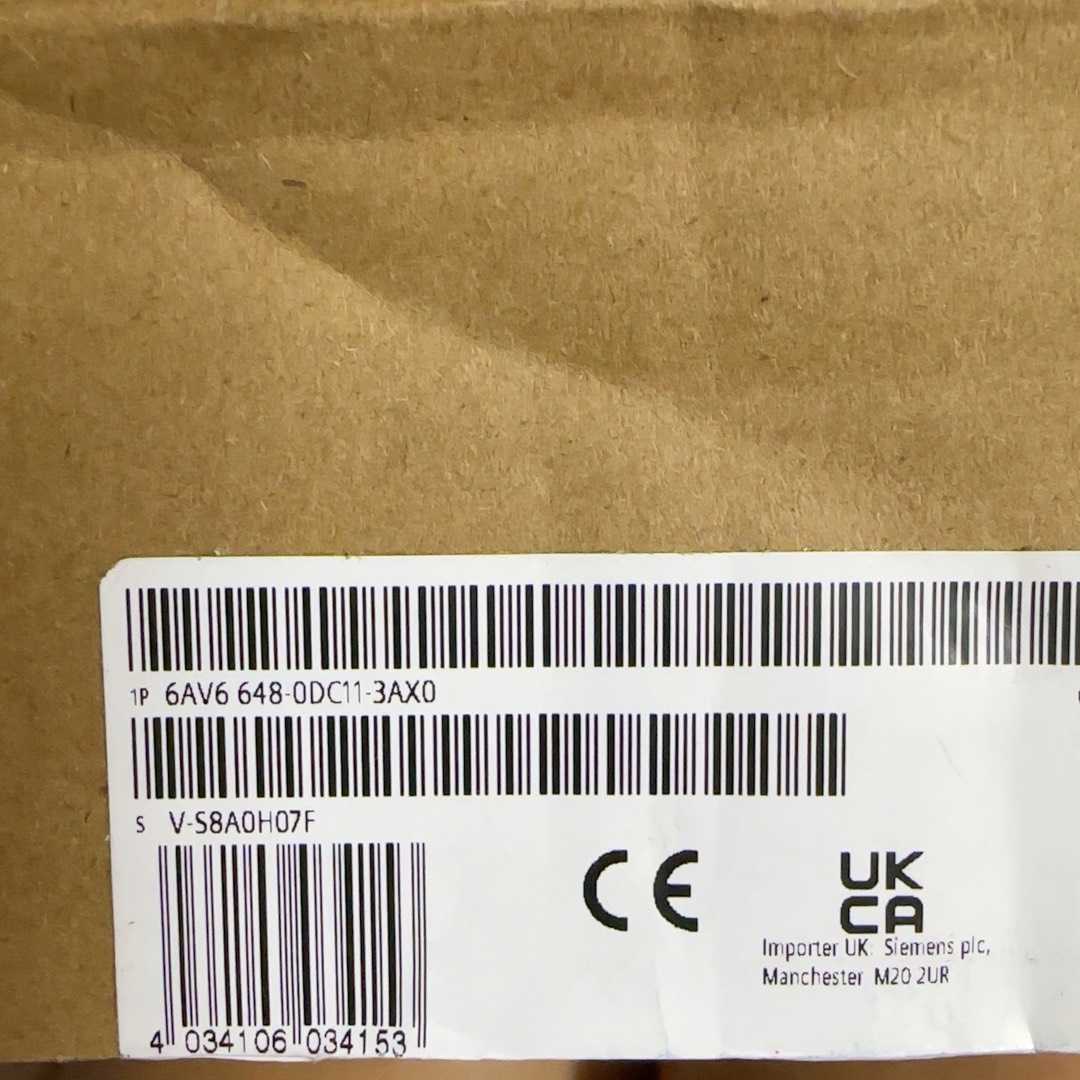 1P 6AV6 648-0DC11-3AX0
S V-S8A0H07F
CE
UK
CA
Importer UK: Siemens plc,
Manchester M20 2UR
4 034106 034153